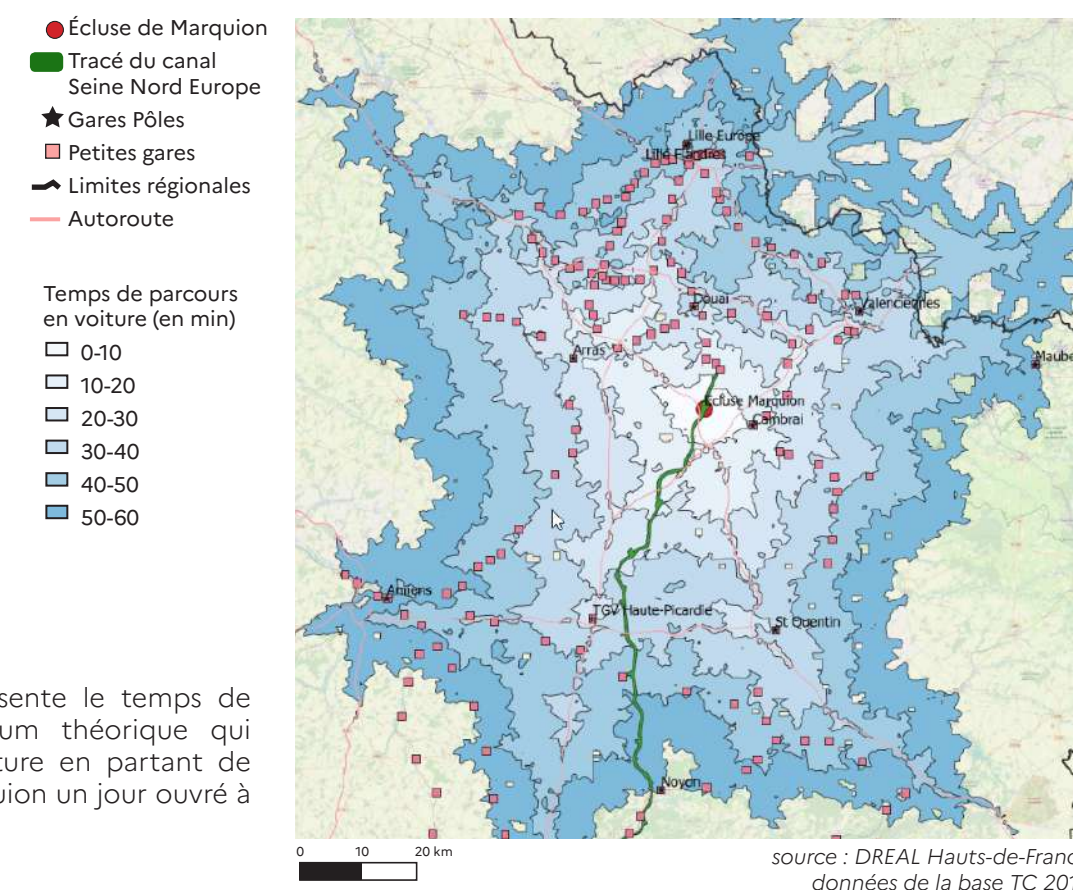 Écluse de Marquion
Tracé du canal
Seine Nord Europe
Gares Pôles
Petites gares
Limites régionales
Autoroute
Temps de parcours
en voiture (en min)
0-10
10-20
20-30
30-40
40-50
50-60
sente le temps de
um théorique qui
ture en partant de
uion un jour ouvré à
Lille Europe
Lille Flandres
Douai
Valenciennes
Arras
Maube
Écluse Marquion
Cambrai
Amiens
TGV Haute-Picardie
St Quentin
Noyon
0 10 20 km
source : DREAL Hauts-de-Franc
données de la base TC 201